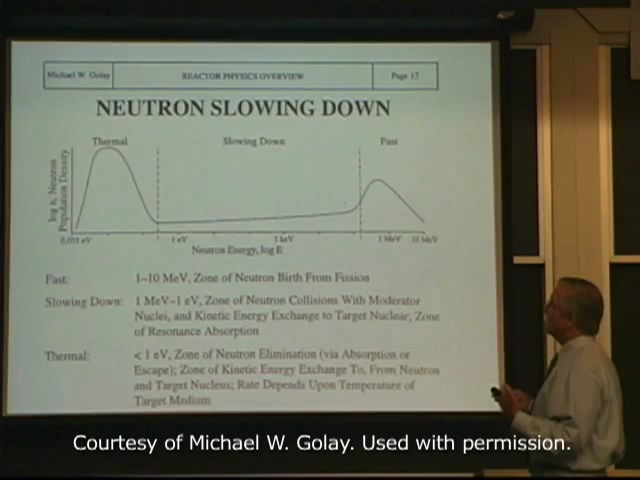 Michael W. Golay REACTOR PHYSICS OVERVIEW Page 17
NEUTRON SLOWING DOWN
Thermal Slowing Down Fast
log n, Neutron
Population Density
0.001 eV 1 eV 5 keV 1 MeV 10 MeV
Neutron Energy, log E
Fast: 1–10 MeV, Zone of Neutron Birth From Fission
Slowing Down: 1 MeV–1 eV, Zone of Neutron Collisions With Moderator
Nuclei, and Kinetic Energy Exchange to Target Nuclear; Zone
of Resonance Absorption
Thermal: < 1 eV, Zone of Neutron Elimination (via Absorption or
Escape); Zone of Kinetic Energy Exchange To, From Neutron
and Target Nucleus; Rate Depends Upon Temperature of
Target Medium
Courtesy of Michael W. Golay. Used with permission.